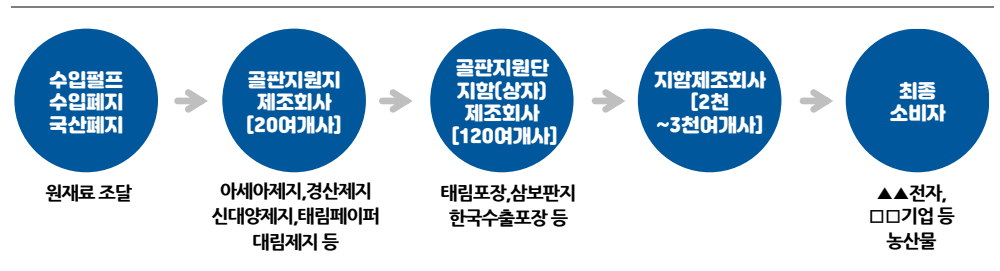 수입펄프
수입폐지
국산폐지
원재료 조달
골판지원지
제조회사
[20여개사]
아세아제지,경산제지
신대양제지,태림페이퍼
대림제지 등
골판지원단
지함(상자)
제조회사
[120여개사]
태림포장,삼보판지
한국수출포장 등
지함제조회사
[2천
~3천여개사]
최종
소비자
▲▲전자,
□□기업 등
농산물